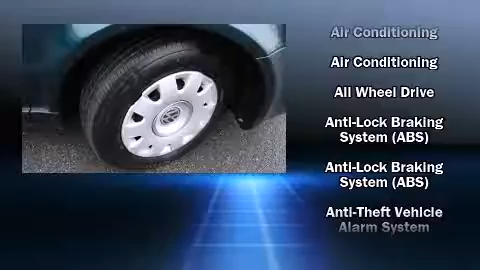 Air Conditioning
Air Conditioning
All Wheel Drive
Anti-Lock Braking
System (ABS)
Anti-Lock Braking
System (ABS)
Anti-Theft Vehicle
Alarm System